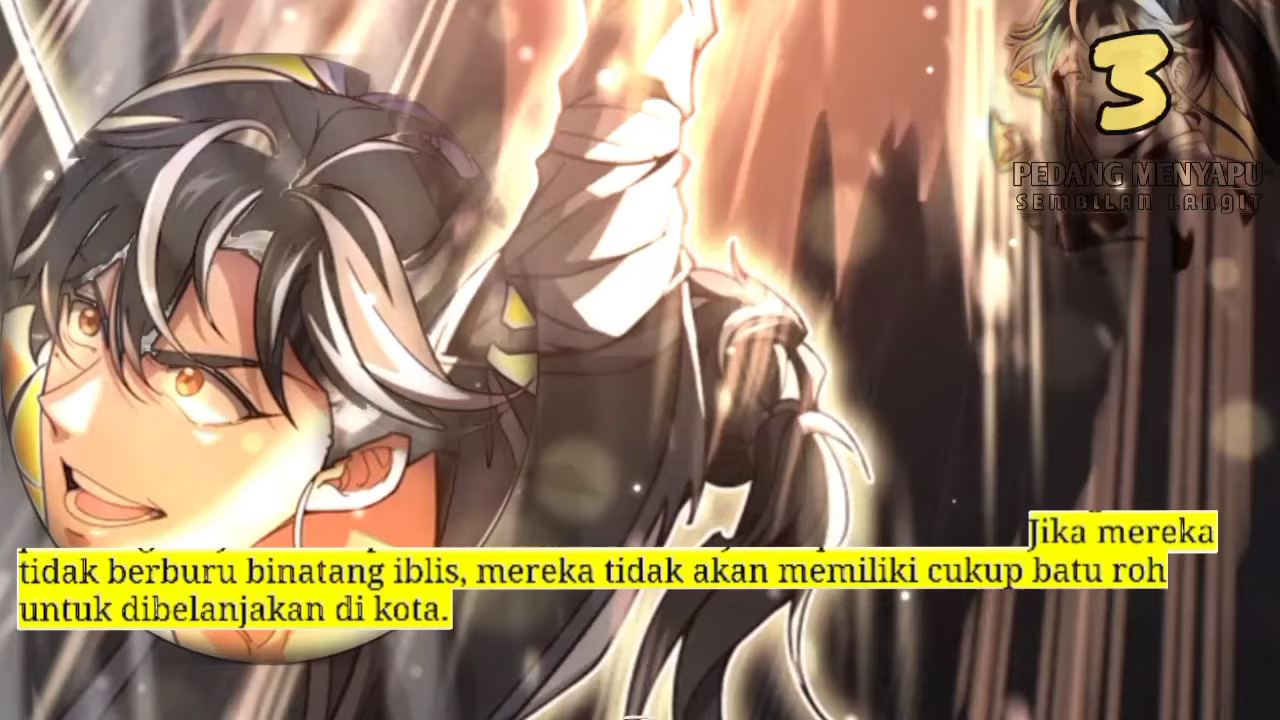 3
PEDANG MENYAPU
SEMBILAN LANGIT
Jika mereka
tidak berburu binatang iblis, mereka tidak akan memiliki cukup batu roh
untuk dibelanjakan di kota.